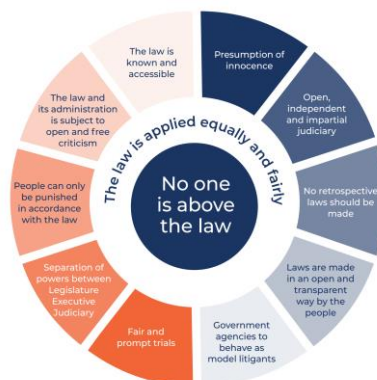 The law is
known and
accessible
Presumption of
innocence
Open,
independent
and impartial
judiciary
No retrospective
laws should be
made
Laws are made
in an open and
transparent
way by the
people
Government
agencies to
behave as
model litigants
Fair and
prompt trials
Separation of
powers between
Legislature
Executive
Judiciary
People can only
be punished
in accordance
with the law
The law and
its administration
is subject to
open and free
criticism
The law is applied equally and fairly
No one
is above
the law